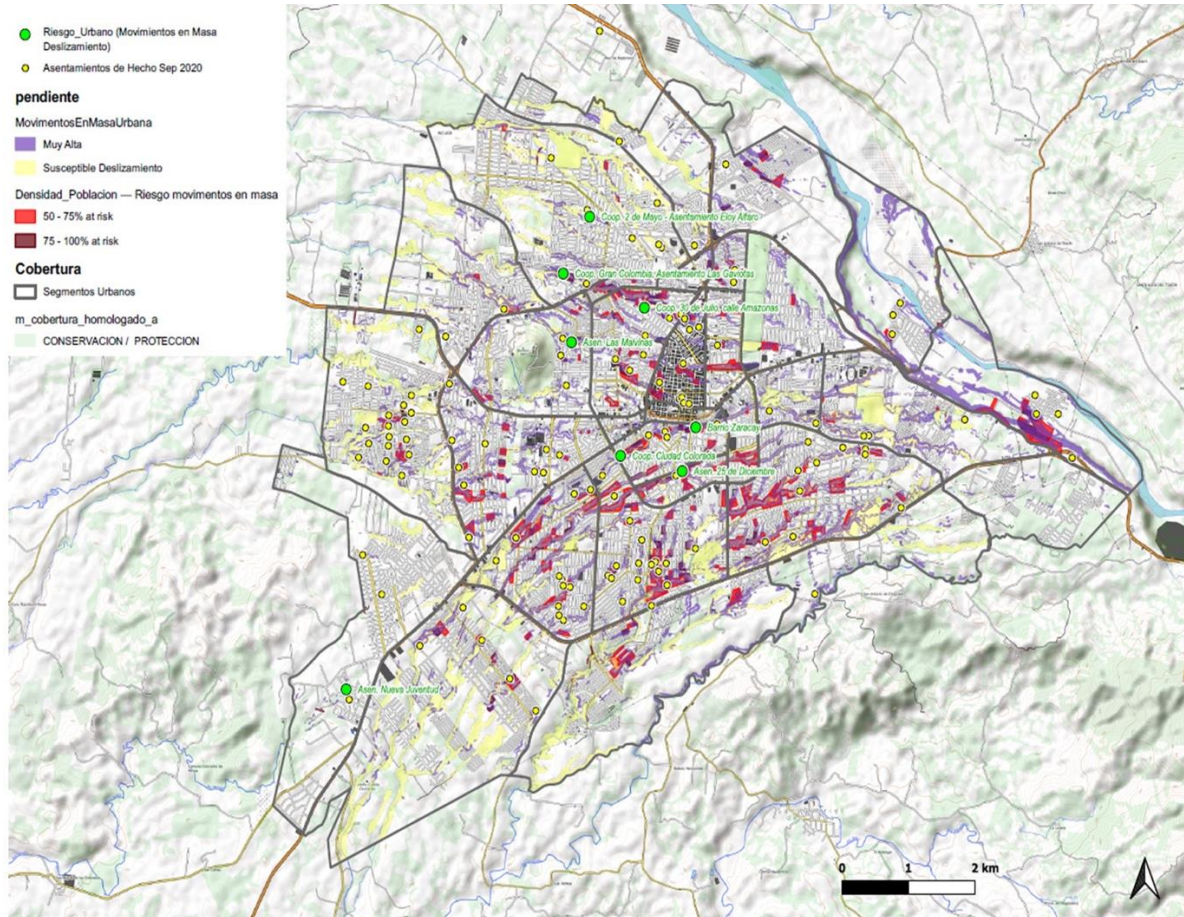 Riesgo_Urbano (Movimientos en Masa
Deslizamiento)
Asentamientos de Hecho Sep 2020
pendiente
MovimentosEnMasaUrbana
Muy Alta
Susceptible Deslizamiento
Densidad_Poblacion — Riesgo movimentos en masa
50 - 75% at risk
75 - 100% at risk
Cobertura
Segmentos Urbanos
m_cobertura_homologado_a
CONSERVACION / PROTECCION
Coop. 2 de Mayo - Asentamiento Eloy Alfaro
Coop. Gran Colombia, Asentamiento Las Gaviotas
Coop. 30 de Julio, calle Amazonas
Asen. Las Malvinas
Barrio Zaracay
Coop. Ciudad Colorada
Asen. 25 de Diciembre
Asen. Nueva Juventud
0 1 2 km